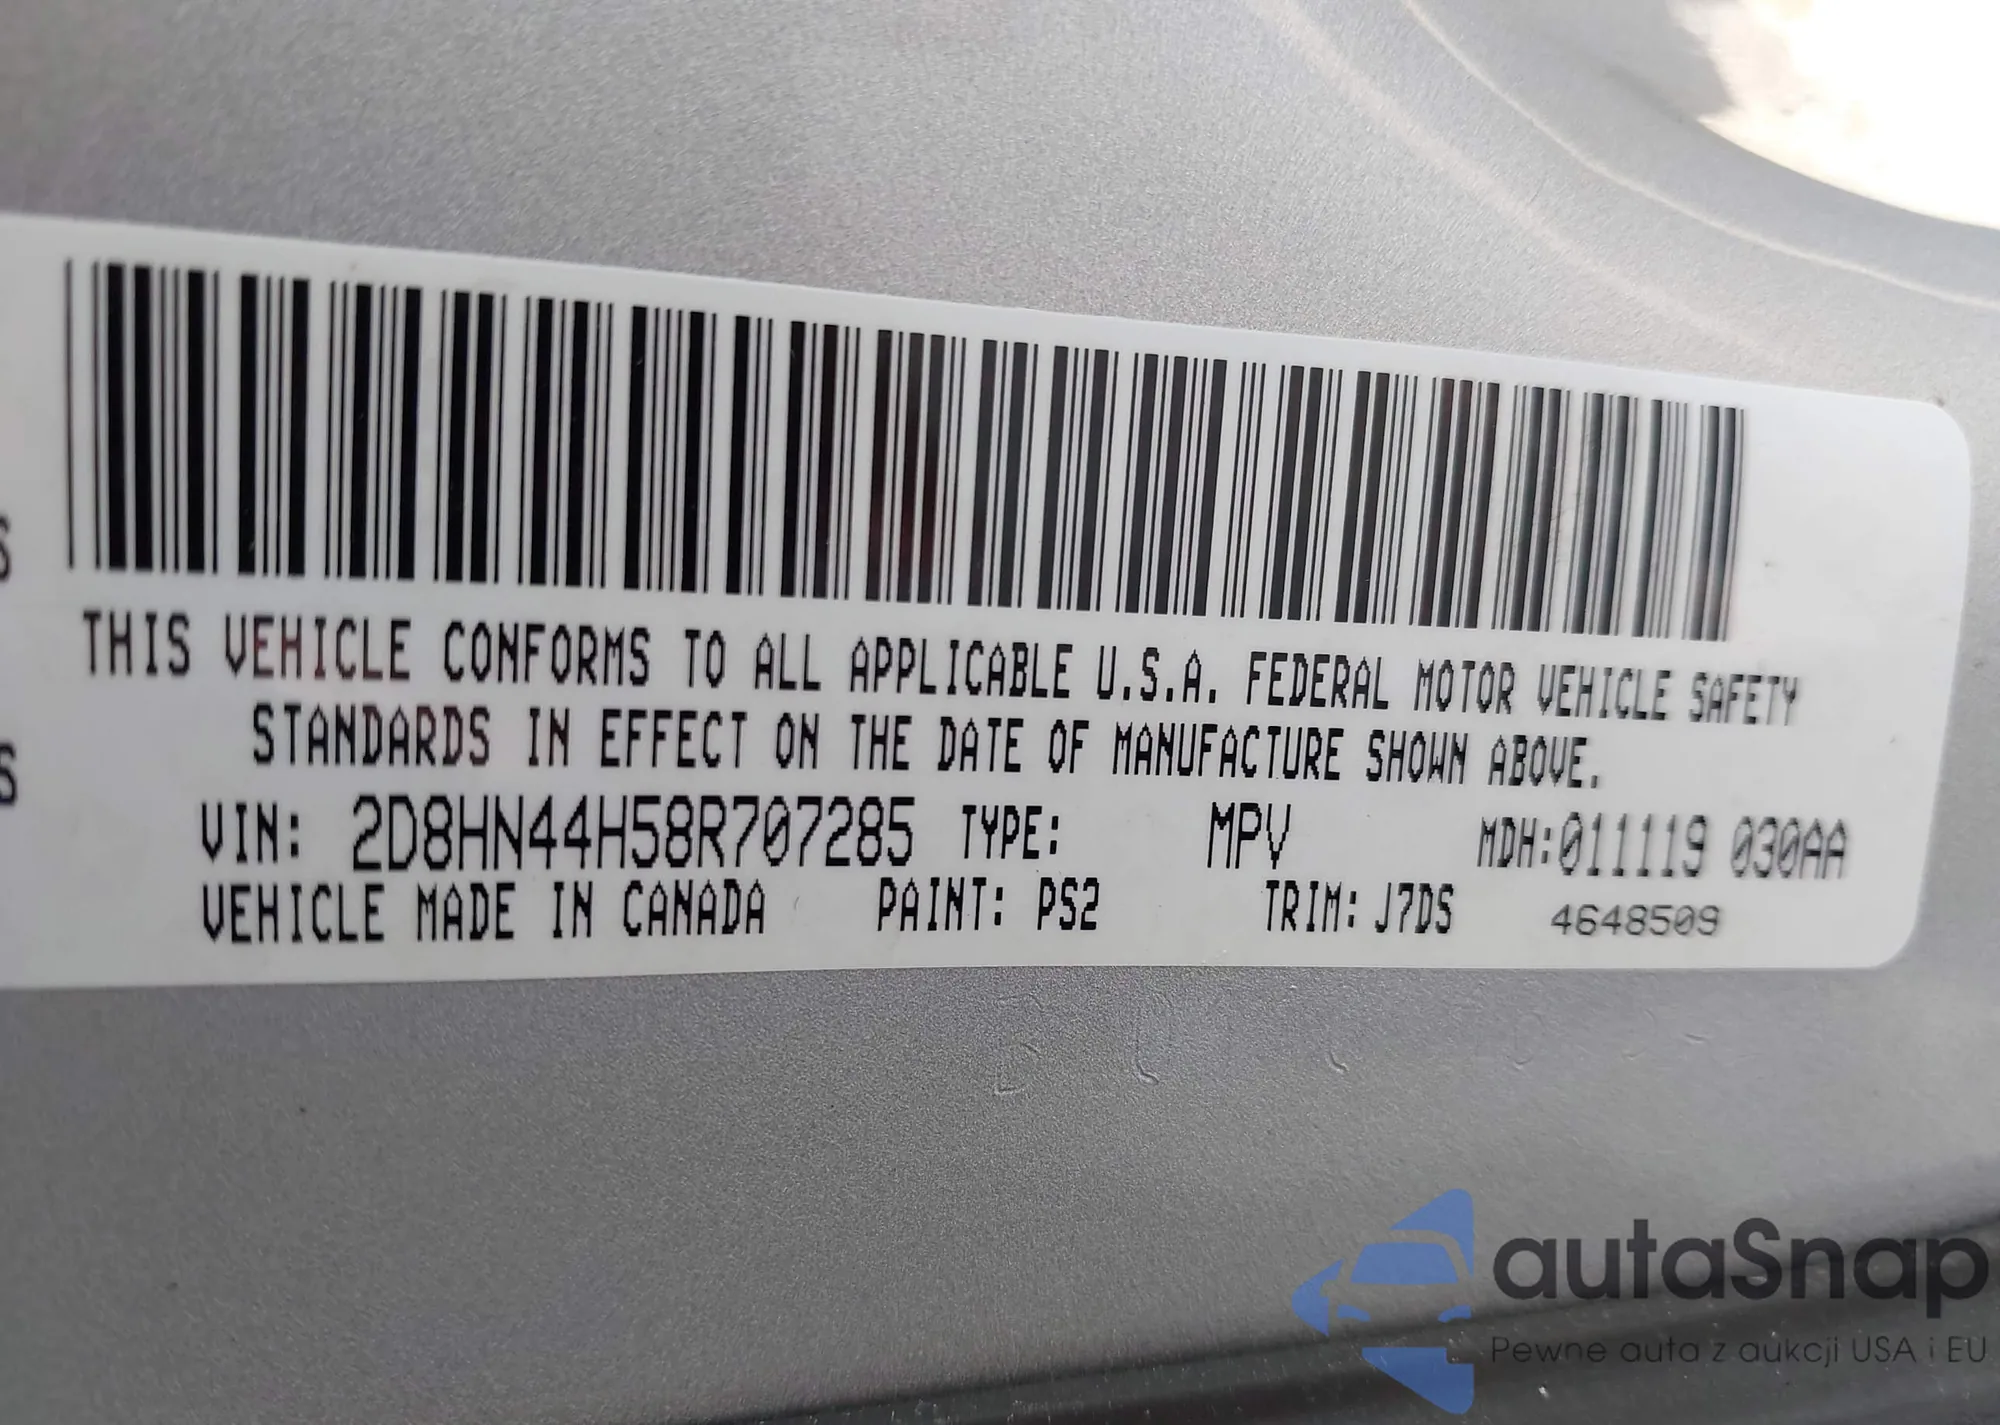 THIS VEHICLE CONFORMS TO ALL APPLICABLE U.S.A. FEDERAL MOTOR VEHICLE SAFETY
STANDARDS IN EFFECT ON THE DATE OF MANUFACTURE SHOWN ABOVE.
VIN: 2D8HN44H58R707285 TYPE: MPV MDH:011119 030AA
VEHICLE MADE IN CANADA PAINT: PS2 TRIM: J7DS 4648509
autaSnap
Pewne auta z aukcji USA i EU